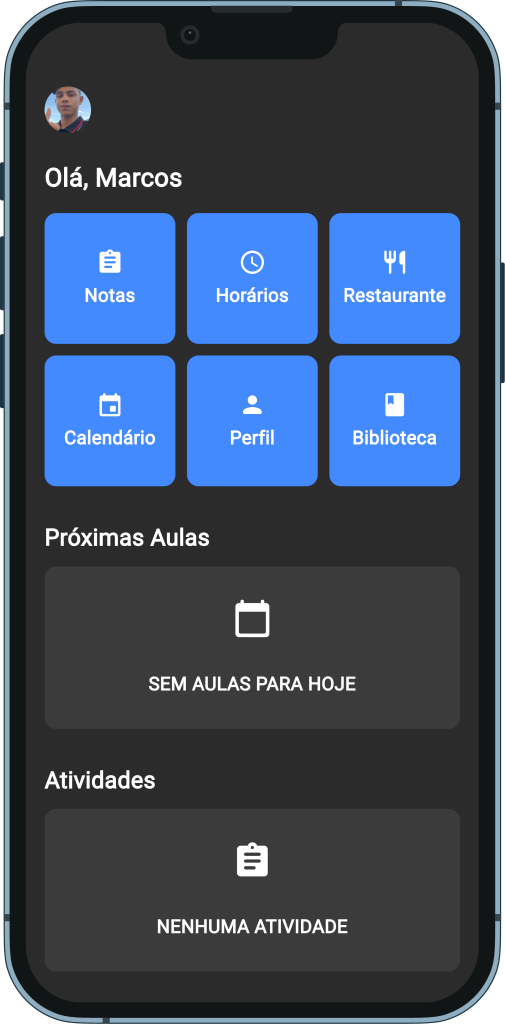 Olá, Marcos
Notas
Horários
Restaurante
Calendário
Perfil
Biblioteca
Próximas Aulas
SEM AULAS PARA HOJE
Atividades
NENHUMA ATIVIDADE